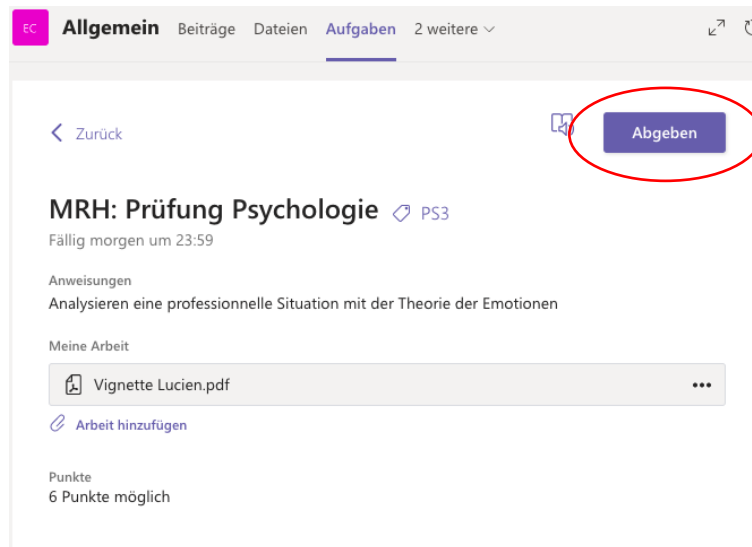 EC Allgemein Beiträge Dateien Aufgaben 2 weitere
Zurück
Abgeben
MRH: Prüfung Psychologie PS3
Fällig morgen um 23:59
Anweisungen
Analysieren eine professionnelle Situation mit der Theorie der Emotionen
Meine Arbeit
Vignette Lucien.pdf
Arbeit hinzufügen
Punkte
6 Punkte möglich